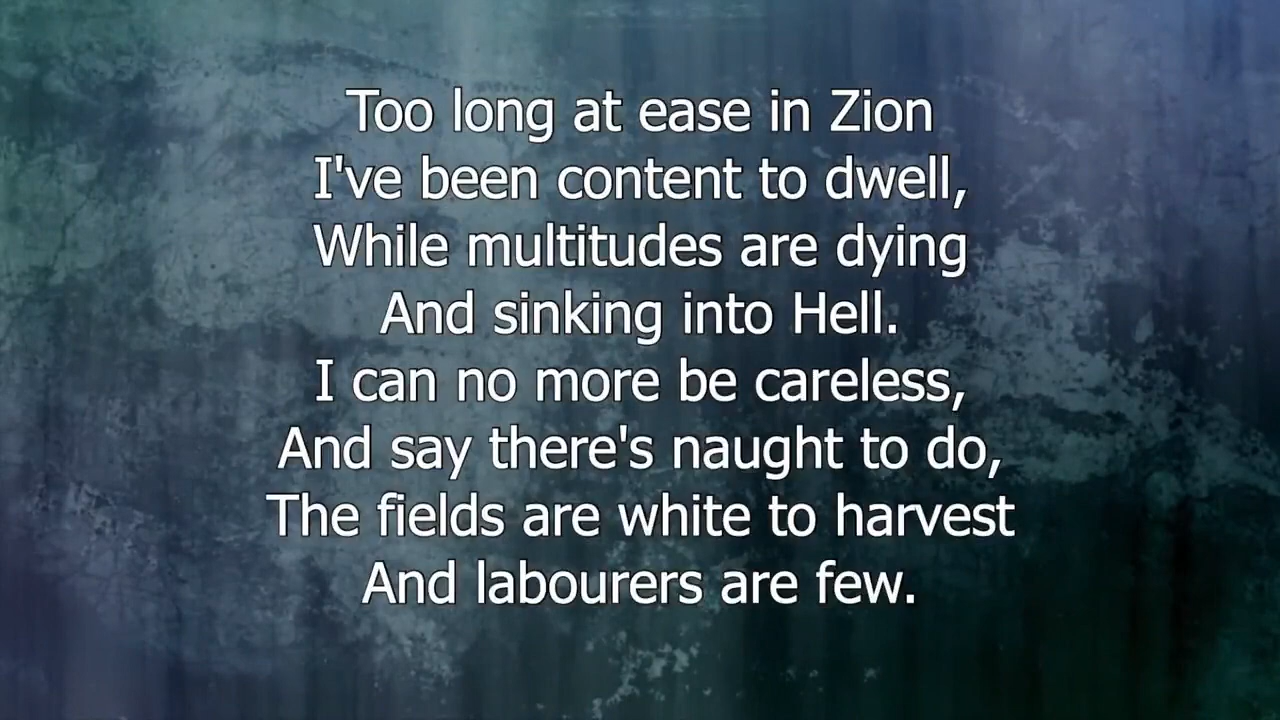 Too long at ease in Zion
I've been content to dwell,
While multitudes are dying
And sinking into Hell.
I can no more be careless,
And say there's naught to do,
The fields are white to harvest
And labourers are few.